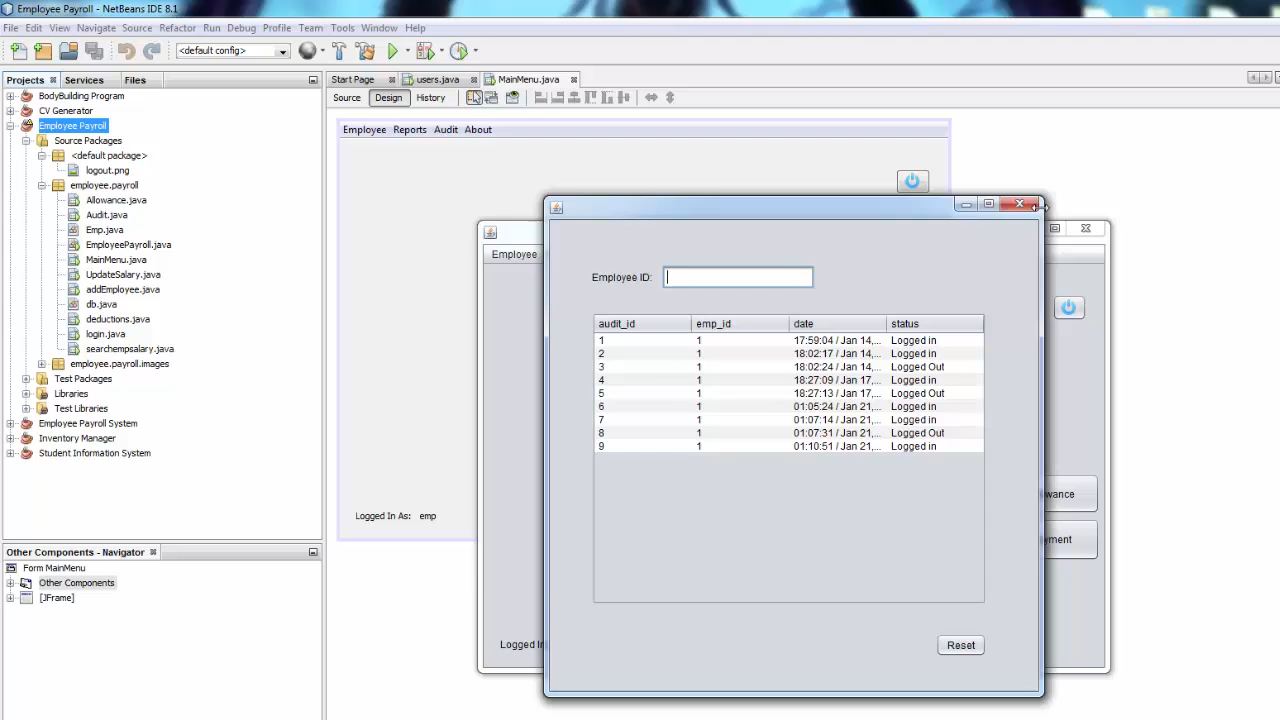 Employee Payroll - NetBeans IDE 8.1
File Edit View Navigate Source Refactor Run Debug Profile Team Tools Window Help
<default config>
Projects Services Files
Start Page users.java MainMenu.java
Source Design History
BodyBuilding Program
CV Generator
Employee Payroll
Source Packages
<default package>
logout.png
employee.payroll
Allowance.java
Audit.java
Emp.java
EmployeePayroll.java
MainMenu.java
UpdateSalary.java
addEmployee.java
db.java
deductions.java
login.java
searchempsalary.java
employee.payroll.images
Test Packages
Libraries
Test Libraries
Employee Payroll System
Inventory Manager
Student Information System
Other Components - Navigator
Form MainMenu
Other Components
[JFrame]
Employee Reports Audit About
Logged In As: emp
Employee
Logged In
Employee ID:
audit_id emp_id date status
1 1 17:59:04 / Jan 14,... Logged in
2 1 18:02:17 / Jan 14,... Logged in
3 1 18:02:24 / Jan 14,... Logged Out
4 1 18:27:09 / Jan 17,... Logged in
5 1 18:27:13 / Jan 17,... Logged Out
6 1 01:05:24 / Jan 21,... Logged in
7 1 01:07:14 / Jan 21,... Logged in
8 1 01:07:31 / Jan 21,... Logged Out
9 1 01:10:51 / Jan 21,... Logged in
Reset
wance
yment